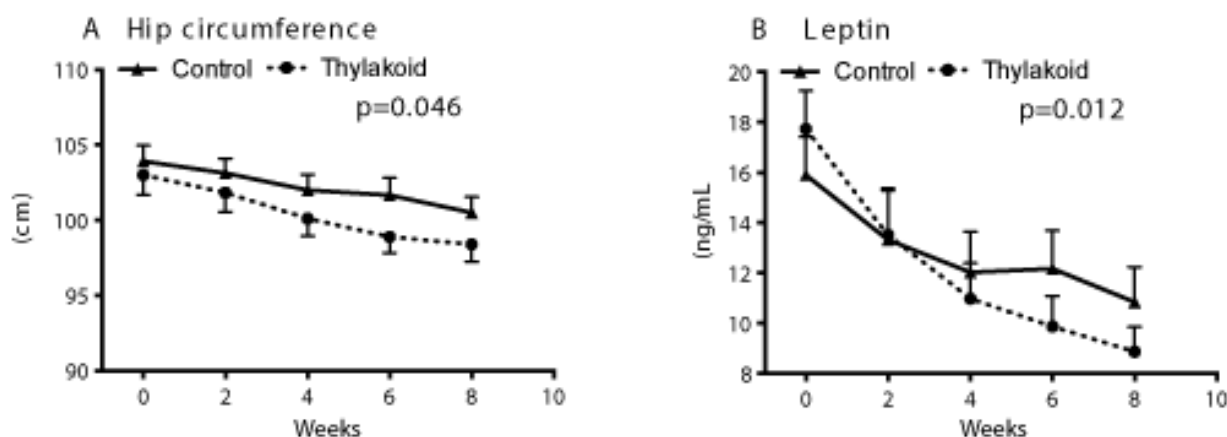 A Hip circumference
Control Thylakoid
p=0.046
110
105
100
95
90
(cm)
0 2 4 6 8 10
Weeks
B Leptin
Control Thylakoid
p=0.012
20
18
16
14
12
10
8
(ng/mL)
0 2 4 6 8 10
Weeks